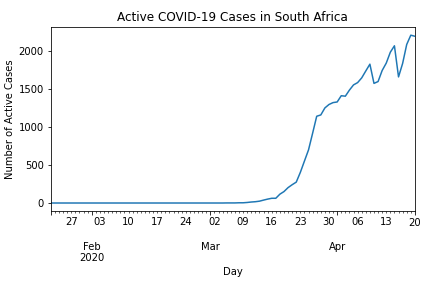 Active COVID-19 Cases in South Africa
Number of Active Cases
2000
1500
1000
500
0
27 03 10 17 24 02 09 16 23 30 06 13 20
Feb Mar Apr
2020
Day